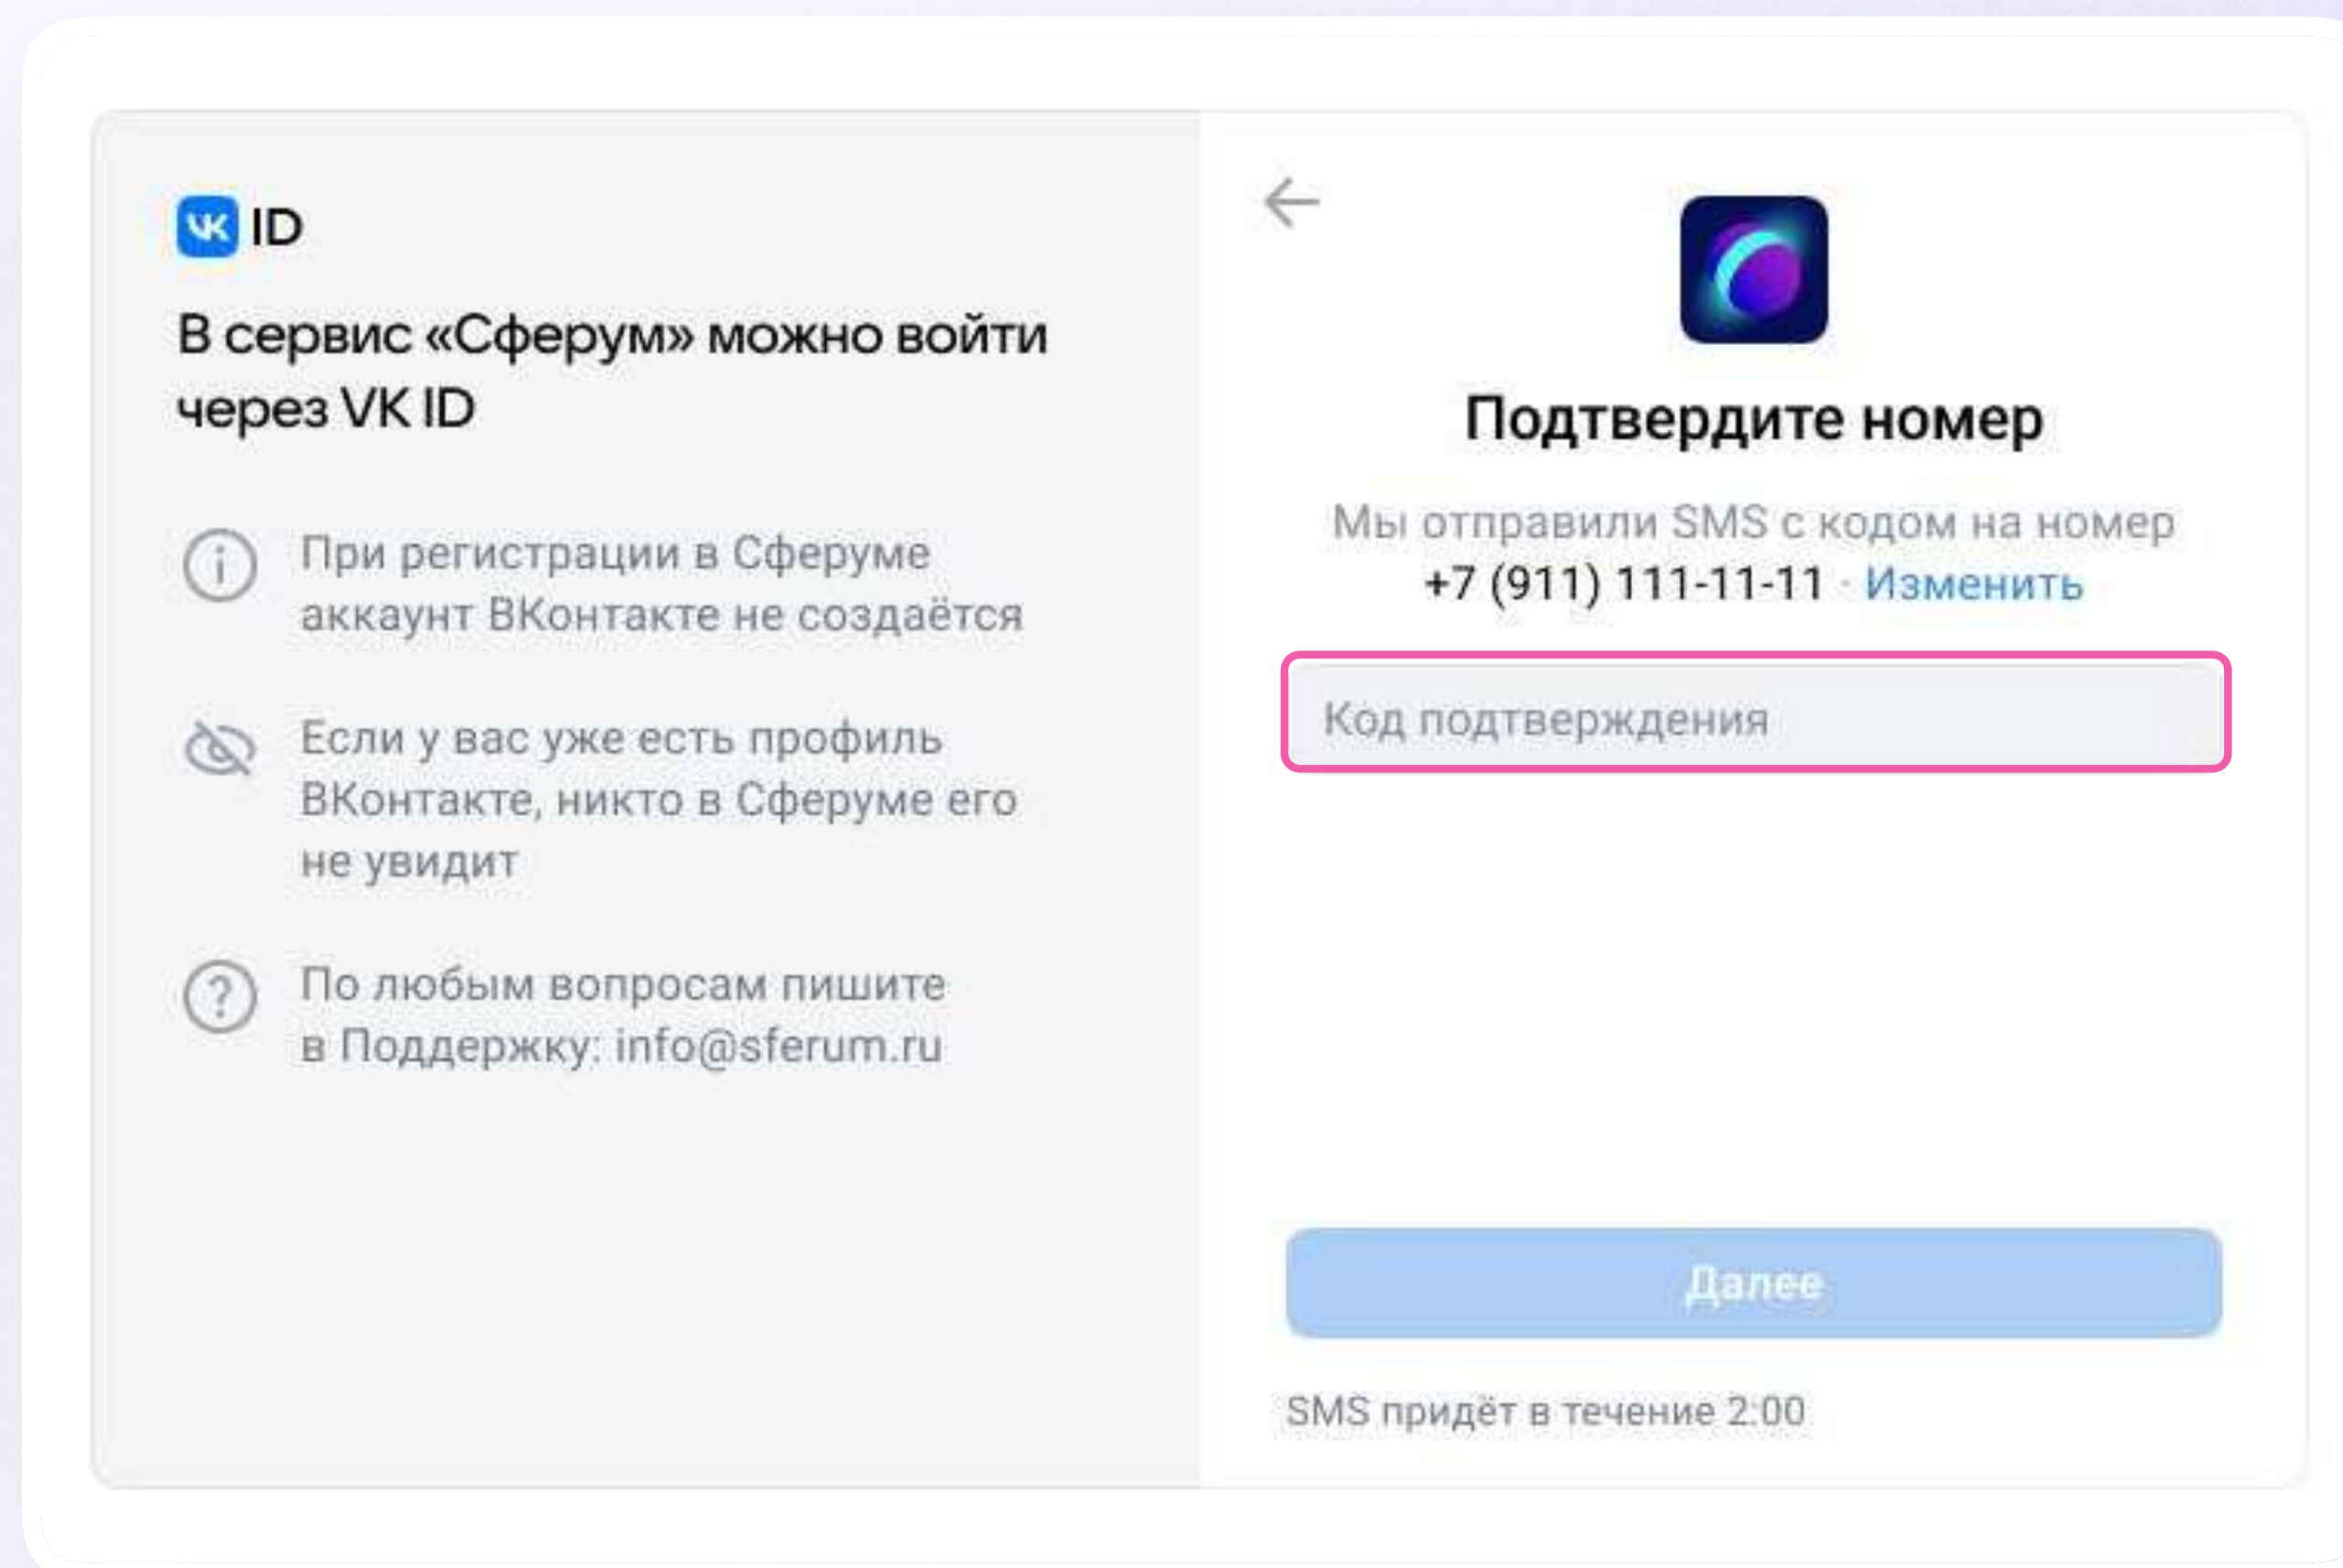 VK ID
В сервис «Сферум» можно войти
через VK ID
При регистрации в Сферуме
аккаунт ВКонтакте не создаётся
Если у вас уже есть профиль
ВКонтакте, никто в Сферуме его
не увидит
По любым вопросам пишите
в Поддержку: info@sferum.ru
Подтвердите номер
Мы отправили SMS с кодом на номер
+7 (911) 111-11-11 · Изменить
Код подтверждения
Далее
SMS придёт в течение 2:00